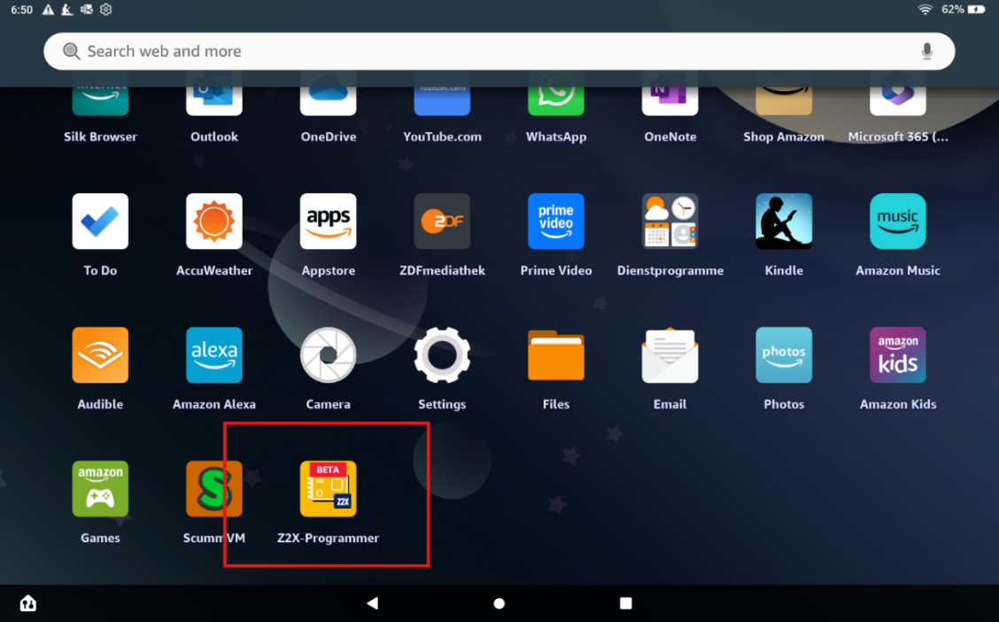 6:50
62%
Search web and more
Silk Browser Outlook OneDrive YouTube.com WhatsApp OneNote Shop Amazon Microsoft 365 (...
apps ZDF prime video music
To Do AccuWeather Appstore ZDFmediathek Prime Video Dienstprogramme Kindle Amazon Music
alexa photos amazon kids
Audible Amazon Alexa Camera Settings Files Email Photos Amazon Kids
amazon S BETA Z2X
Games ScummVM Z2X-Programmer